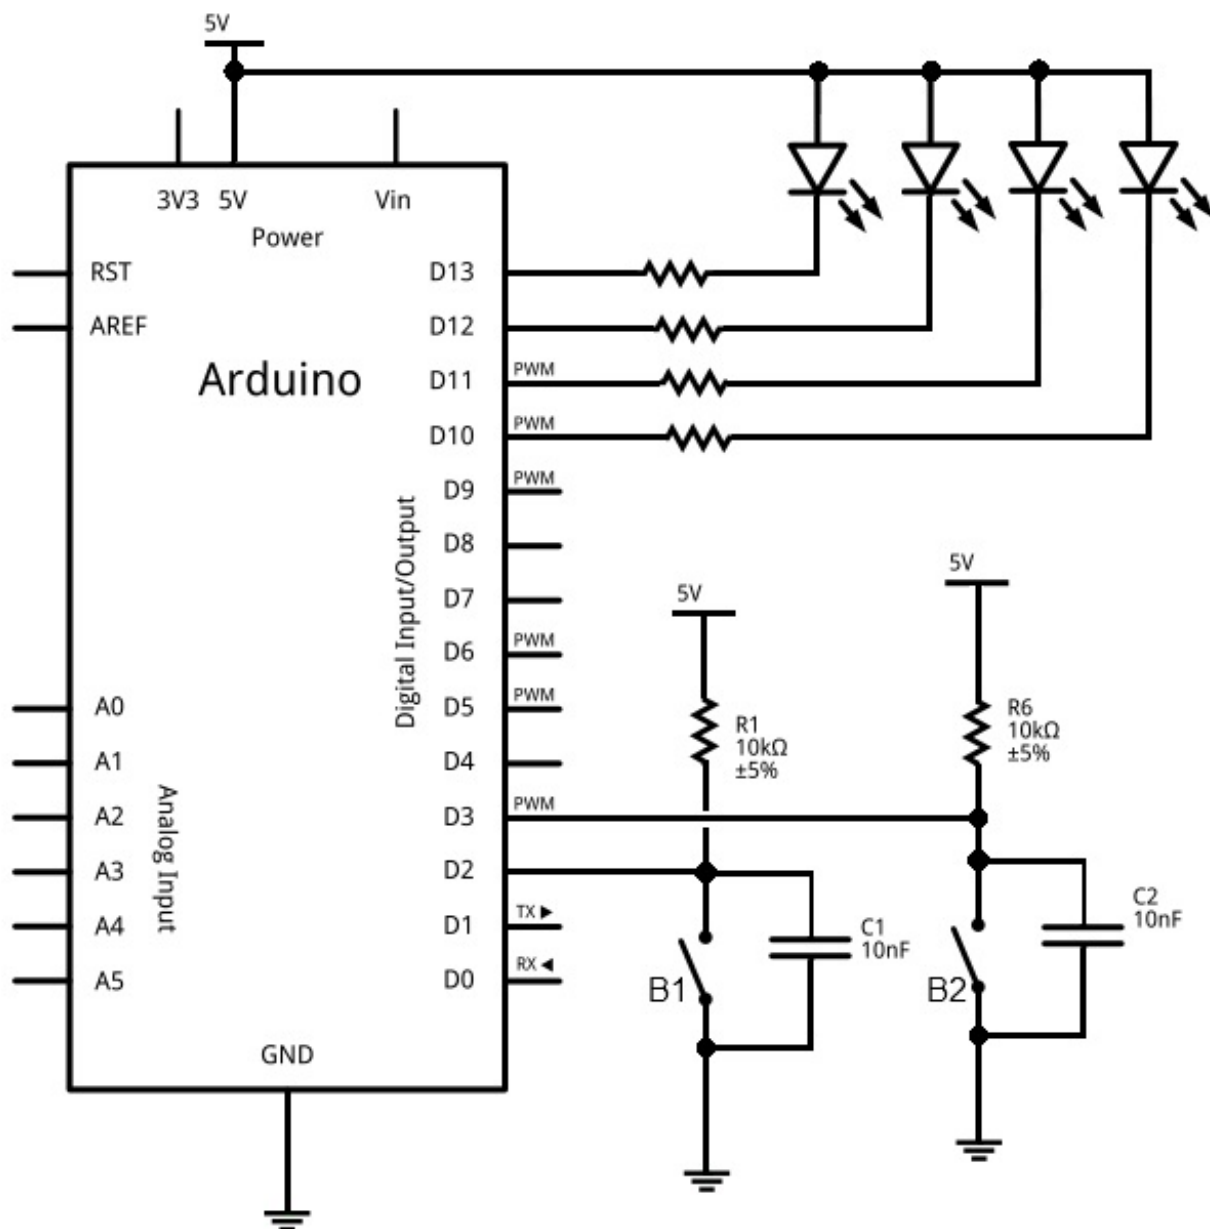 5V
3V3 5V Vin
Power
RST D13
AREF D12
Arduino
D11 PWM
D10 PWM
D9 PWM
D8
D7
D6 PWM
D5 PWM
D4
D3 PWM
D2
D1 TX ►
D0 RX ◄
Digital Input/Output
A0
A1
A2
A3
A4
A5
Analog Input
GND
5V
R1
10kΩ
±5%
B1
C1
10nF
5V
R6
10kΩ
±5%
B2
C2
10nF